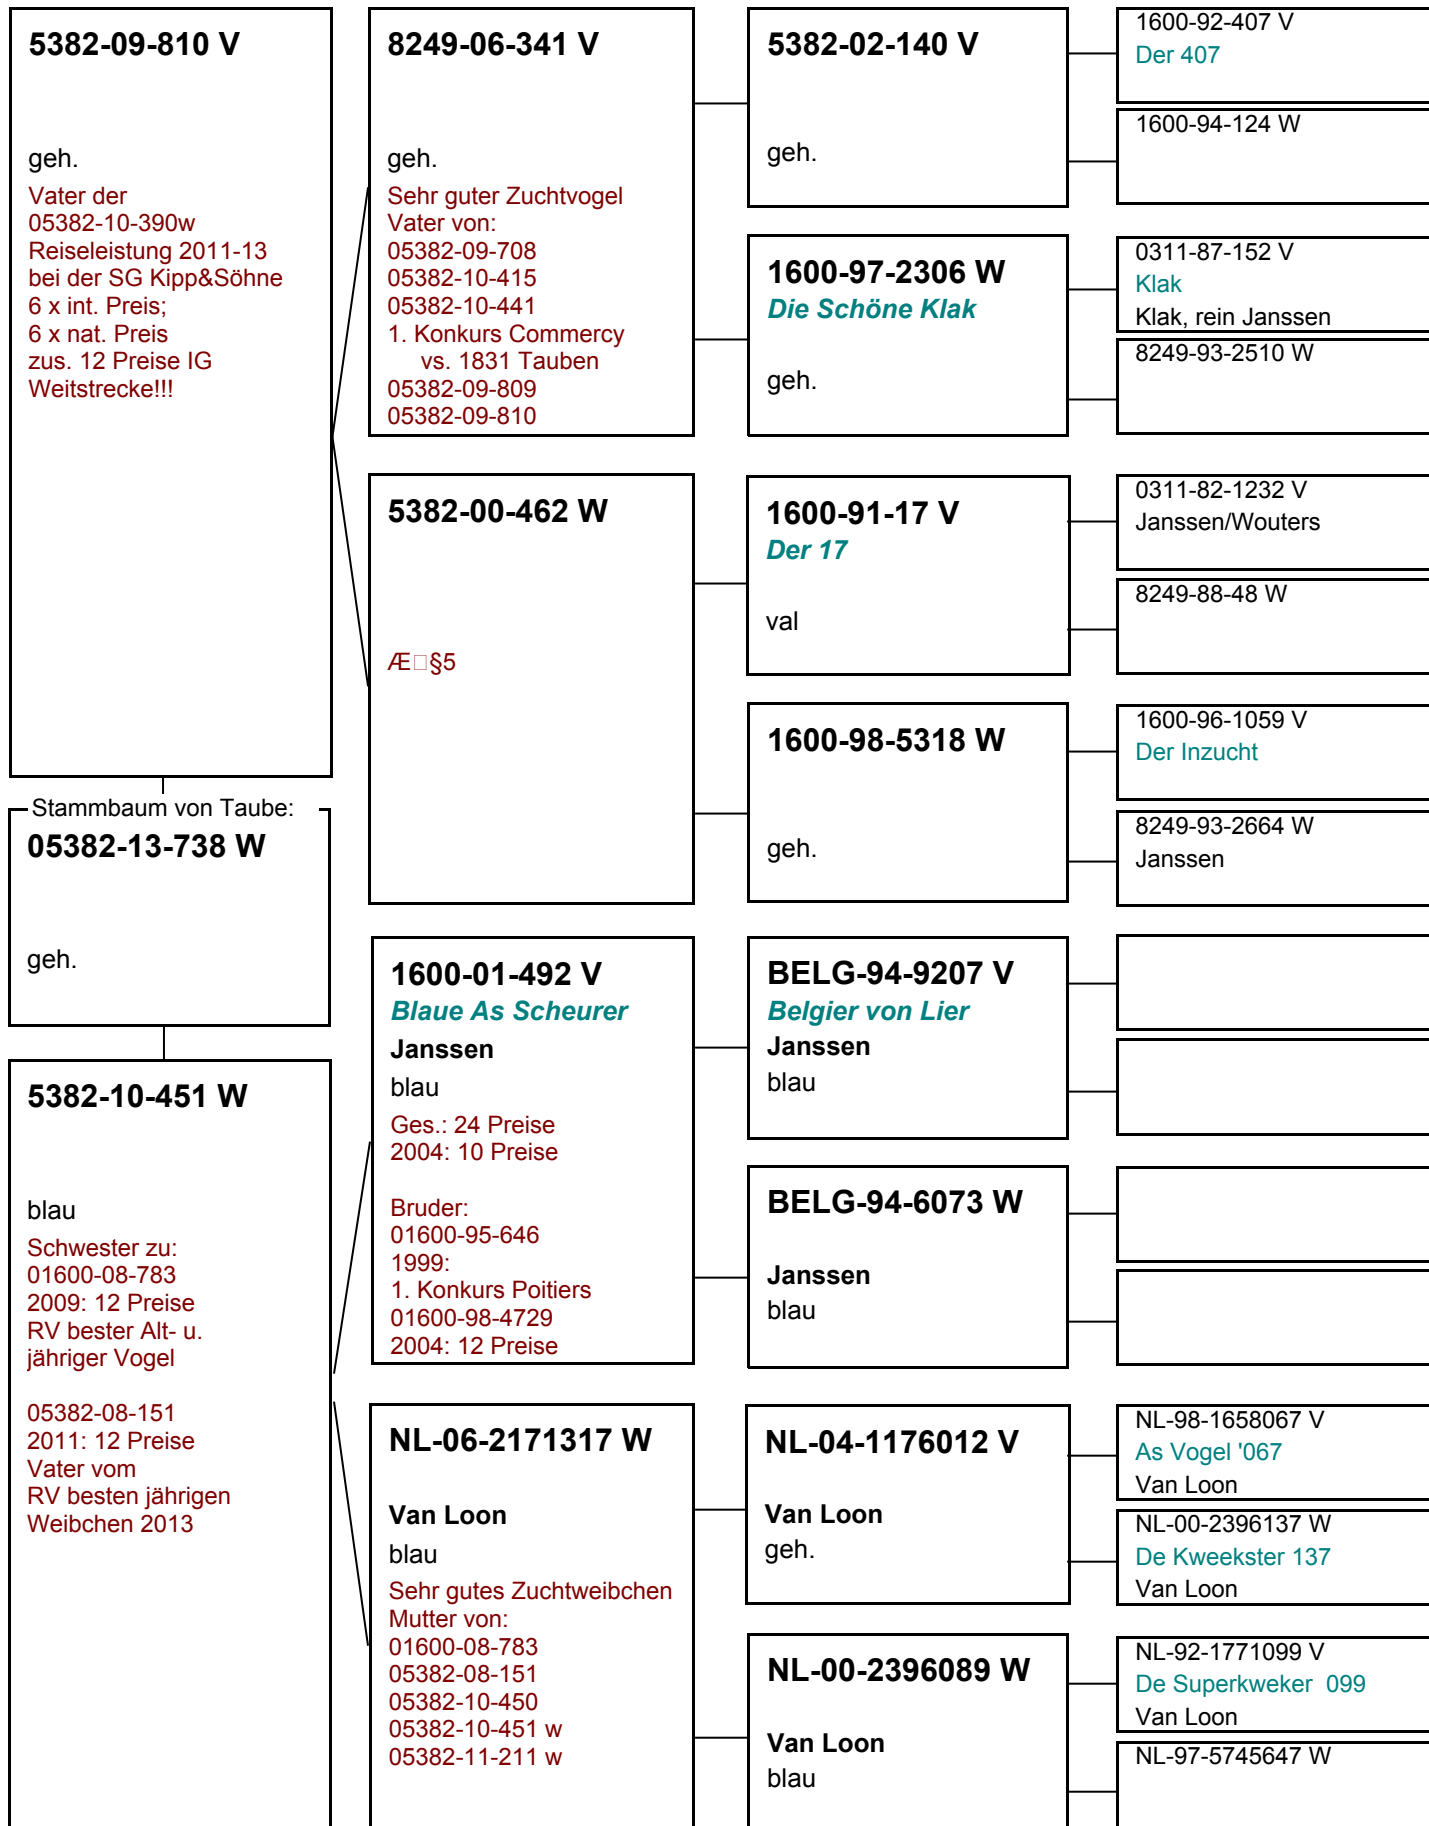 5382-09-810 V
geh.
Vater der
05382-10-390w
Reiseleistung 2011-13
bei der SG Kipp&Söhne
6 x int. Preis;
6 x nat. Preis
zus. 12 Preise IG
Weitstrecke!!!
Stammbaum von Taube:
05382-13-738 W
geh.
5382-10-451 W
blau
Schwester zu:
01600-08-783
2009: 12 Preise
RV bester Alt- u.
jähriger Vogel
05382-08-151
2011: 12 Preise
Vater vom
RV besten jährigen
Weibchen 2013
8249-06-341 V
geh.
Sehr guter Zuchtvogel
Vater von:
05382-09-708
05382-10-415
05382-10-441
1. Konkurs Commercy
vs. 1831 Tauben
05382-09-809
05382-09-810
5382-00-462 W
Æ□§5
1600-01-492 V
Blaue As Scheurer
Janssen
blau
Ges.: 24 Preise
2004: 10 Preise
Bruder:
01600-95-646
1999:
1. Konkurs Poitiers
01600-98-4729
2004: 12 Preise
NL-06-2171317 W
Van Loon
blau
Sehr gutes Zuchtweibchen
Mutter von:
01600-08-783
05382-08-151
05382-10-450
05382-10-451 w
05382-11-211 w
5382-02-140 V
geh.
1600-97-2306 W
Die Schöne Klak
geh.
1600-91-17 V
Der 17
val
1600-98-5318 W
geh.
BELG-94-9207 V
Belgier von Lier
Janssen
blau
BELG-94-6073 W
Janssen
blau
NL-04-1176012 V
Van Loon
geh.
NL-00-2396089 W
Van Loon
blau
1600-92-407 V
Der 407
1600-94-124 W
0311-87-152 V
Klak
Klak, rein Janssen
8249-93-2510 W
0311-82-1232 V
Janssen/Wouters
8249-88-48 W
1600-96-1059 V
Der Inzucht
8249-93-2664 W
Janssen
NL-98-1658067 V
As Vogel '067
Van Loon
NL-00-2396137 W
De Kweekster 137
Van Loon
NL-92-1771099 V
De Superkweker 099
Van Loon
NL-97-5745647 W